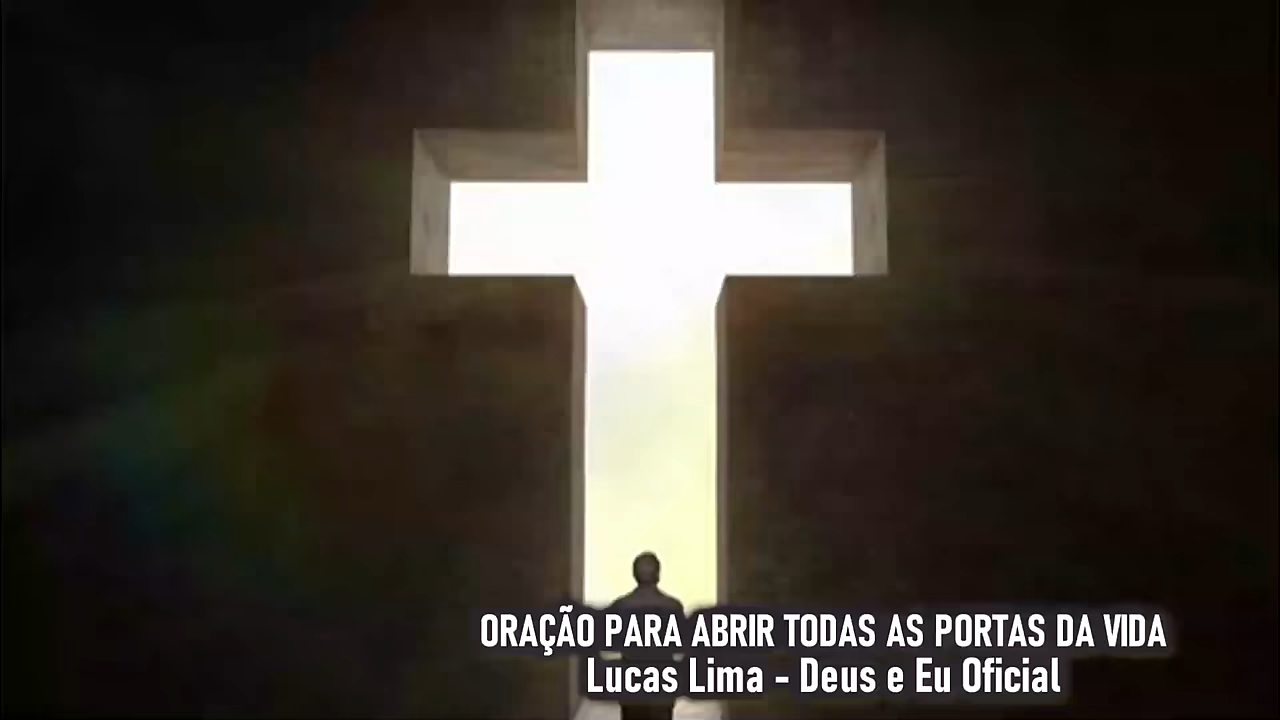 ORAÇÃO PARA ABRIR TODAS AS PORTAS DA VIDA
Lucas Lima - Deus e Eu Oficial